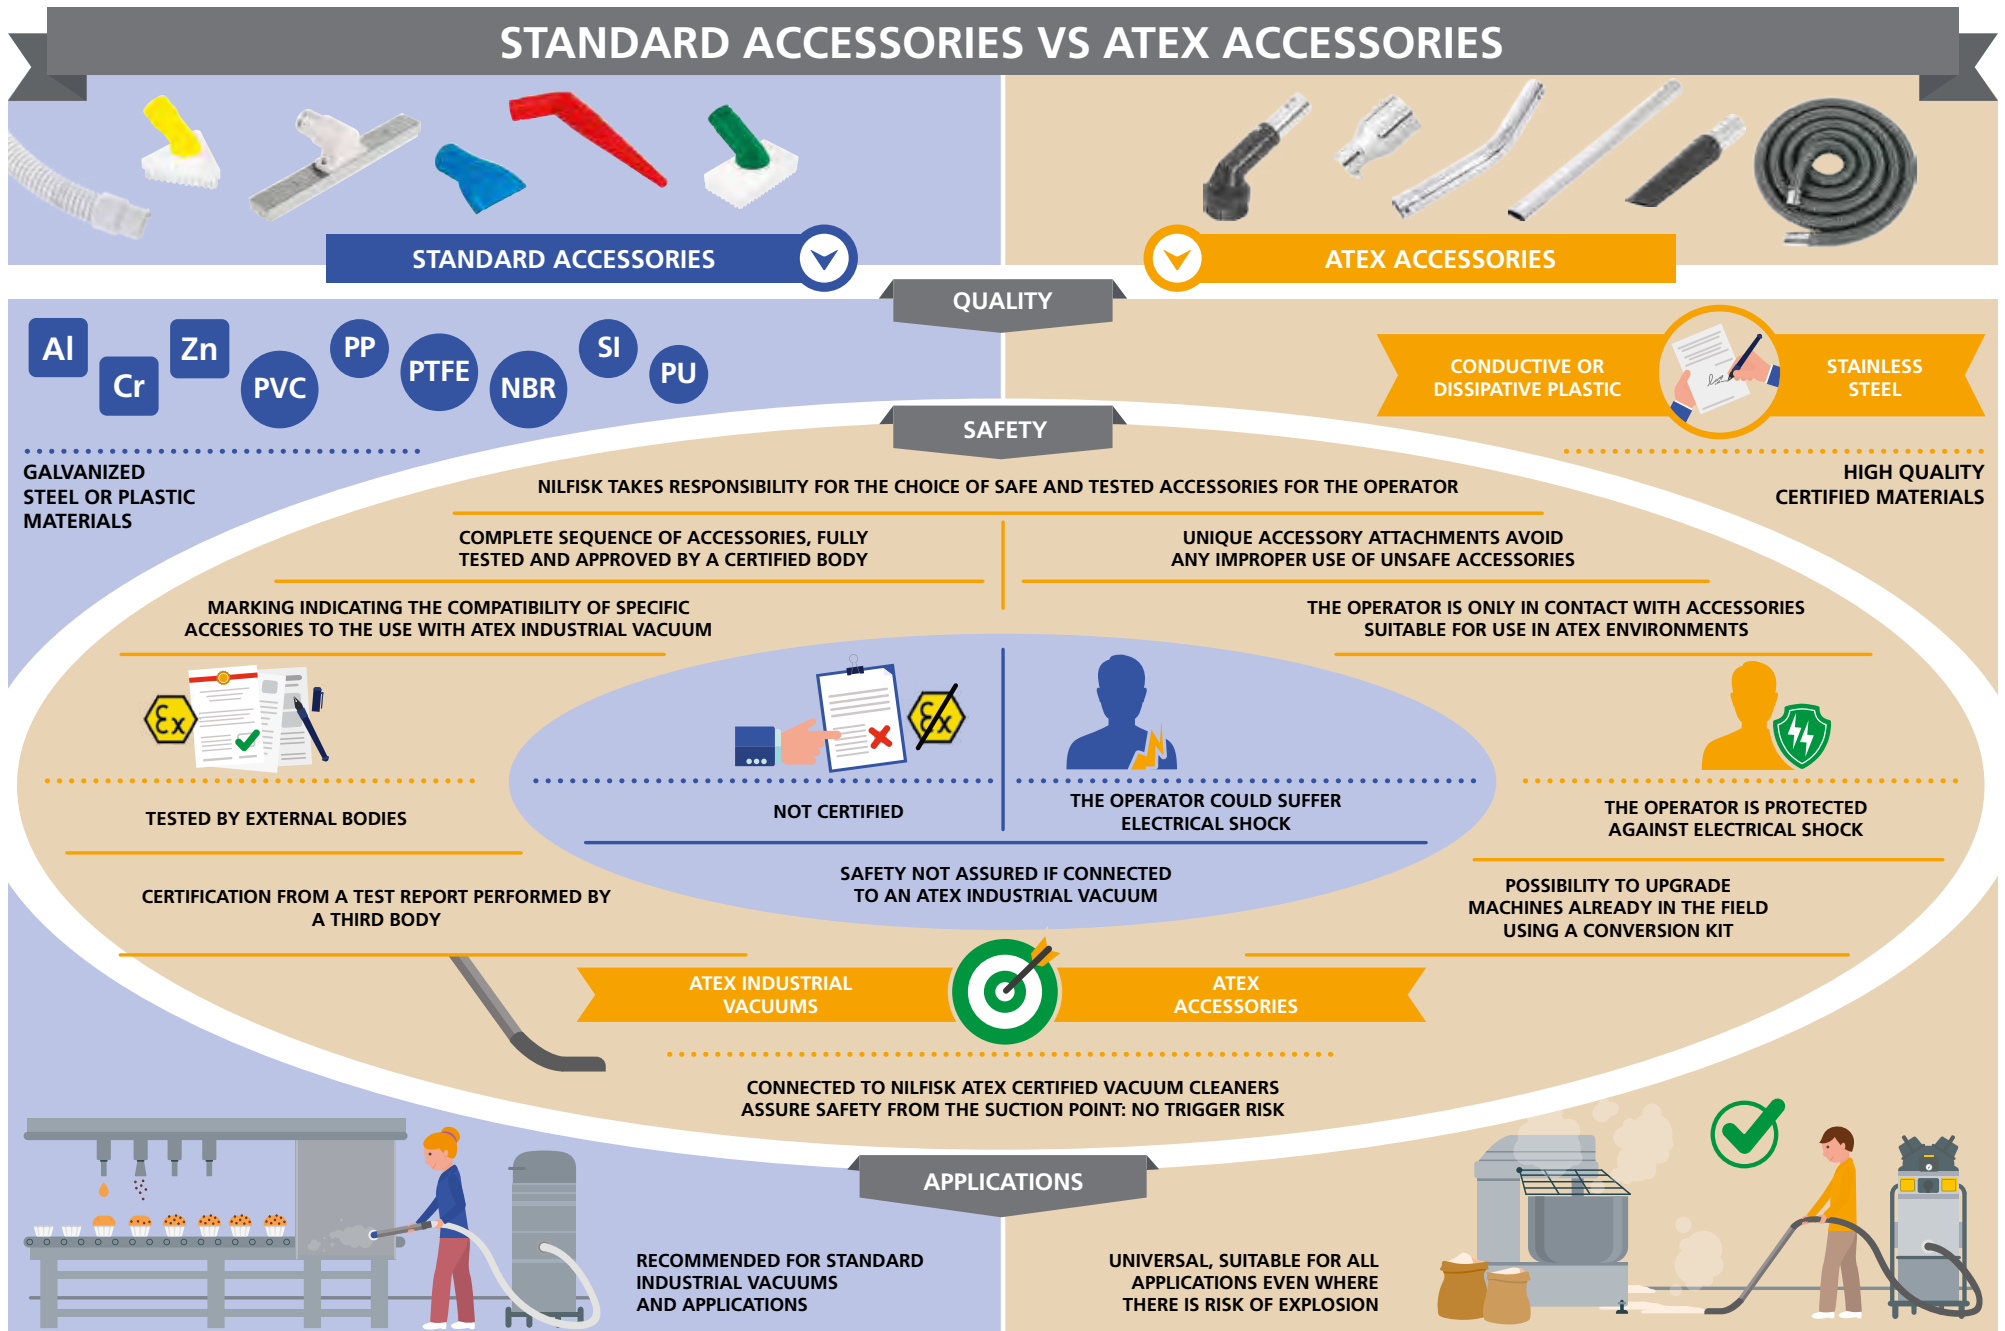 STANDARD ACCESSORIES VS ATEX ACCESSORIES
STANDARD ACCESSORIES
ATEX ACCESSORIES
QUALITY
Al
Cr
Zn
PVC
PP
PTFE
NBR
SI
PU
GALVANIZED
STEEL OR PLASTIC
MATERIALS
CONDUCTIVE OR
DISSIPATIVE PLASTIC
STAINLESS
STEEL
HIGH QUALITY
CERTIFIED MATERIALS
SAFETY
NILFISK TAKES RESPONSIBILITY FOR THE CHOICE OF SAFE AND TESTED ACCESSORIES FOR THE OPERATOR
COMPLETE SEQUENCE OF ACCESSORIES, FULLY
TESTED AND APPROVED BY A CERTIFIED BODY
UNIQUE ACCESSORY ATTACHMENTS AVOID
ANY IMPROPER USE OF UNSAFE ACCESSORIES
MARKING INDICATING THE COMPATIBILITY OF SPECIFIC
ACCESSORIES TO THE USE WITH ATEX INDUSTRIAL VACUUM
THE OPERATOR IS ONLY IN CONTACT WITH ACCESSORIES
SUITABLE FOR USE IN ATEX ENVIRONMENTS
εx
εx
TESTED BY EXTERNAL BODIES
NOT CERTIFIED
THE OPERATOR COULD SUFFER
ELECTRICAL SHOCK
THE OPERATOR IS PROTECTED
AGAINST ELECTRICAL SHOCK
CERTIFICATION FROM A TEST REPORT PERFORMED BY
A THIRD BODY
SAFETY NOT ASSURED IF CONNECTED
TO AN ATEX INDUSTRIAL VACUUM
POSSIBILITY TO UPGRADE
MACHINES ALREADY IN THE FIELD
USING A CONVERSION KIT
ATEX INDUSTRIAL
VACUUMS
ATEX
ACCESSORIES
CONNECTED TO NILFISK ATEX CERTIFIED VACUUM CLEANERS
ASSURE SAFETY FROM THE SUCTION POINT: NO TRIGGER RISK
APPLICATIONS
RECOMMENDED FOR STANDARD
INDUSTRIAL VACUUMS
AND APPLICATIONS
UNIVERSAL, SUITABLE FOR ALL
APPLICATIONS EVEN WHERE
THERE IS RISK OF EXPLOSION